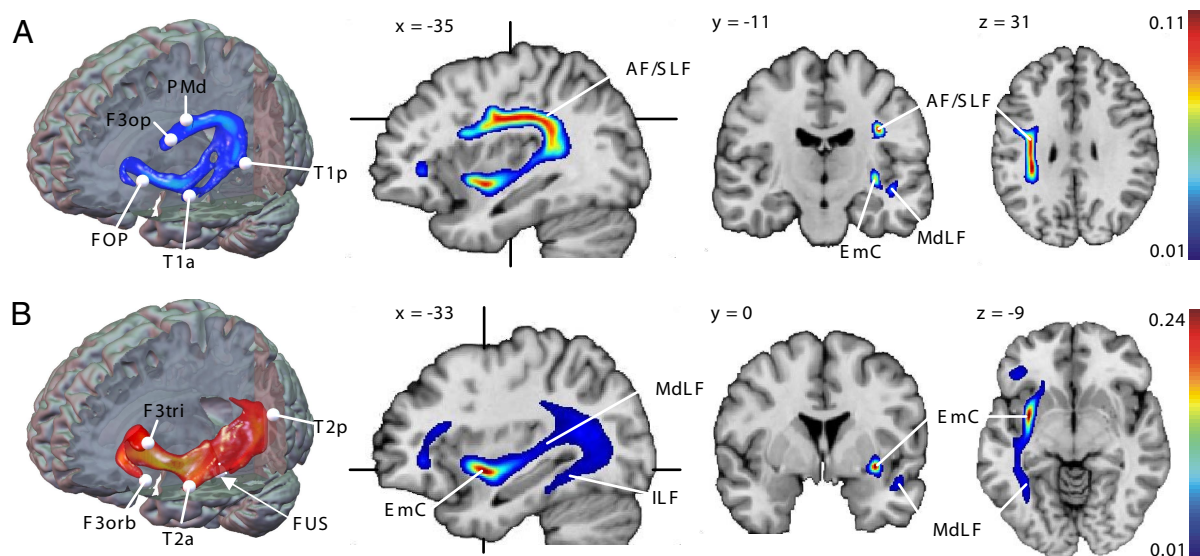 A
x = -35
y = -11
z = 31
0.11
PMd
F3op
AF/SLF
AF/SLF
T1p
FOP
T1a
EmC
MdLF
0.01
B
x = -33
y = 0
z = -9
0.24
F3tri
MdLF
T2p
EmC
F3orb
T2a
FUS
EmC
ILF
MdLF
0.01